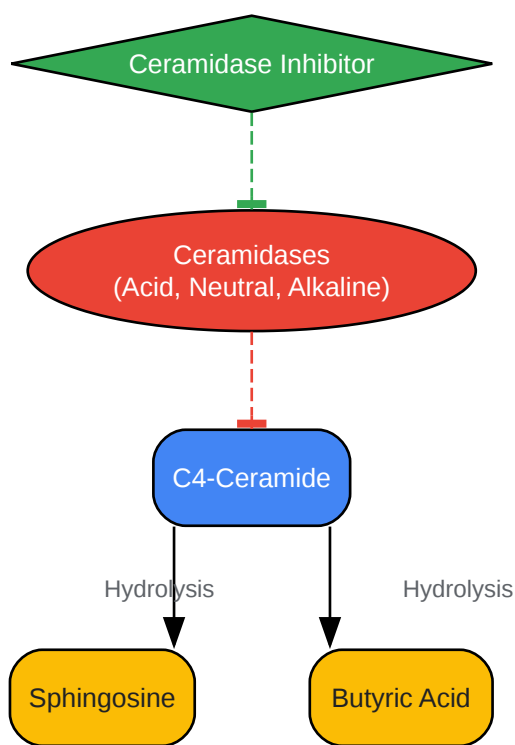 Ceramidase Inhibitor
Ceramidases
(Acid, Neutral, Alkaline)
C4-Ceramide
Hydrolysis
Hydrolysis
Sphingosine
Butyric Acid